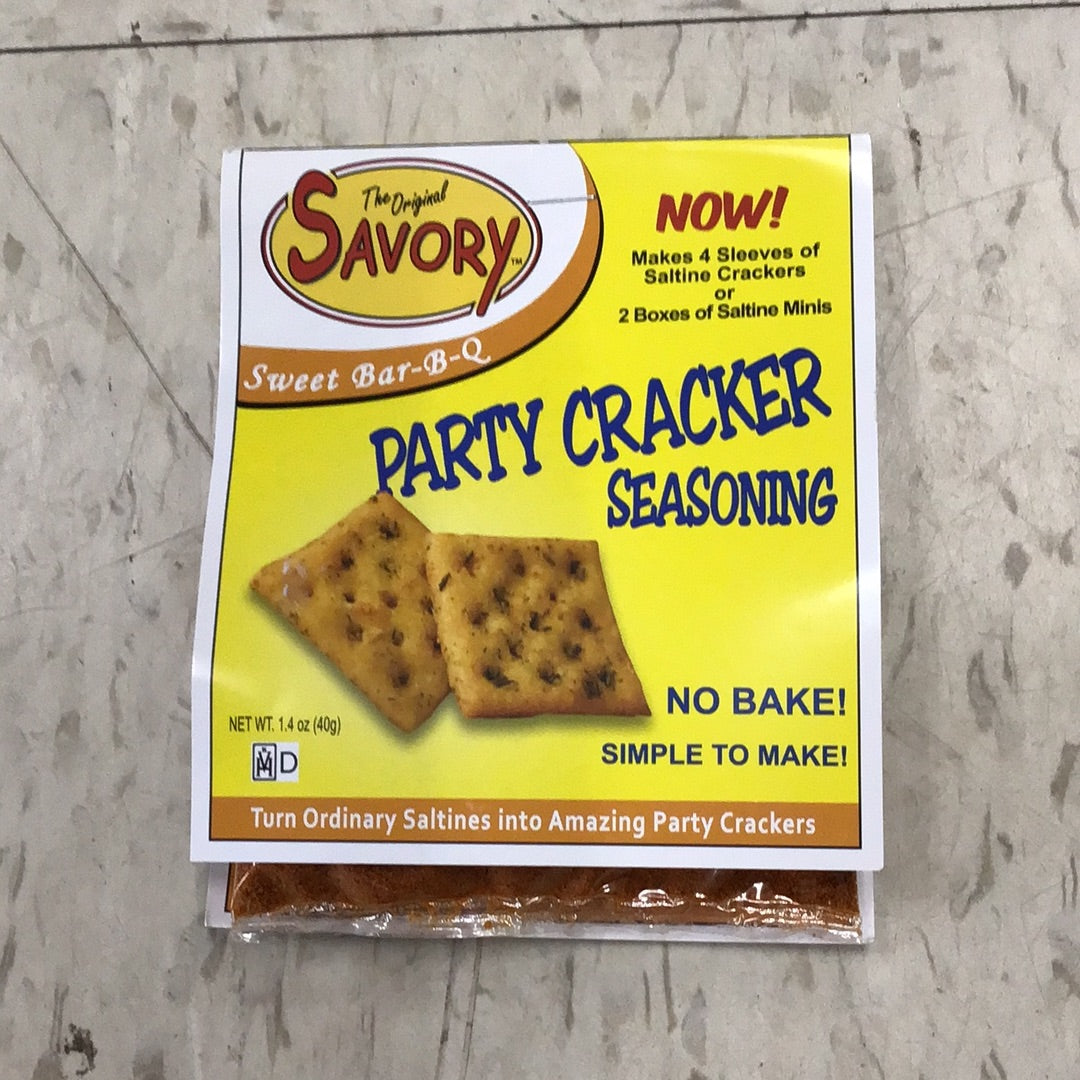 The Original
SAVORY™
Sweet Bar-B-Q
NOW!
Makes 4 Sleeves of
Saltine Crackers
or
2 Boxes of Saltine Minis
PARTY CRACKER
SEASONING
NO BAKE!
SIMPLE TO MAKE!
NET WT. 1.4 oz (40g)
D
Turn Ordinary Saltines into Amazing Party Crackers